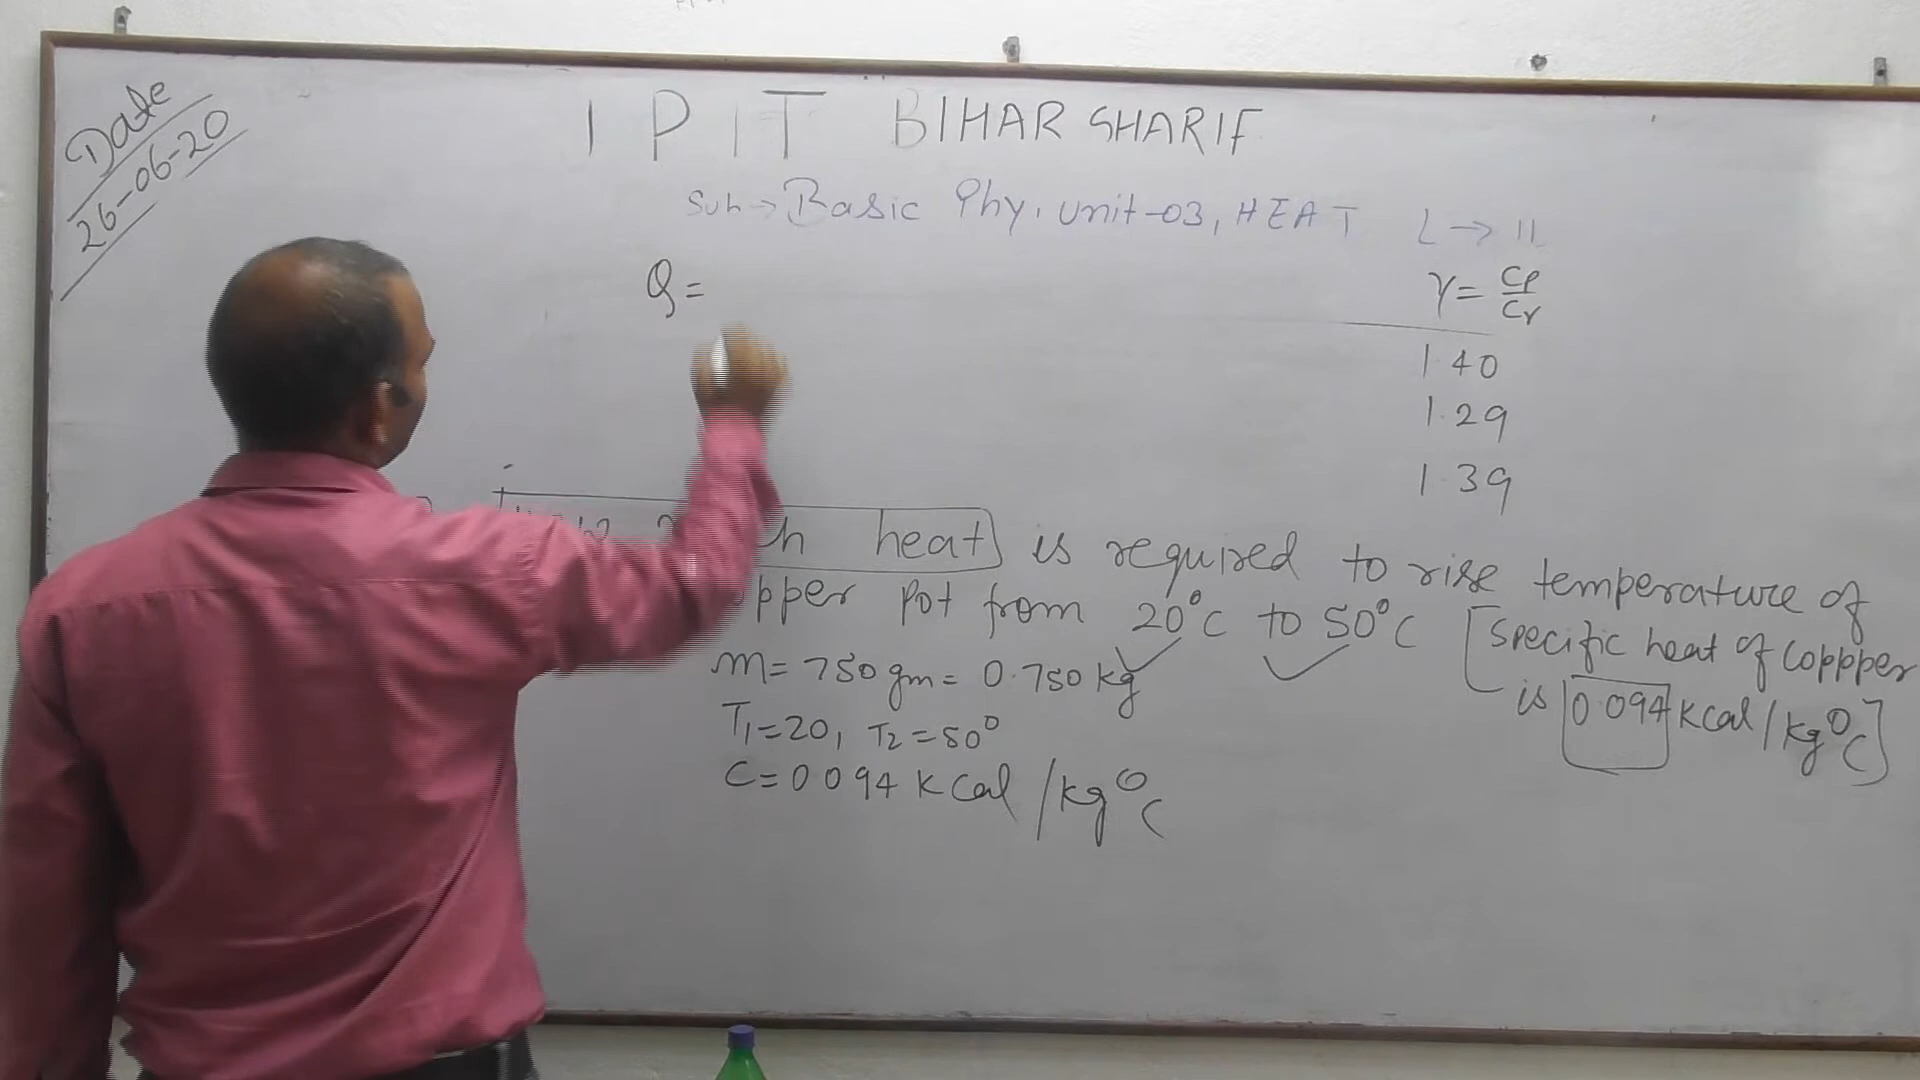 Date
26-06-20
I P I T BIHAR SHARIF
Sub → Basic Phy, Unit-03, HEAT L → 11
Q =
γ = Cp/Cv
1.40
1.29
1.39
heat is required to rise temperature of
pot from 20°C to 50°C [specific heat of coppper
is 0.094 Kcal/kg°C]
m = 750 gm = 0.750 kg
T1 = 20, T2 = 50°
C = 0.094 K Cal/kg°C